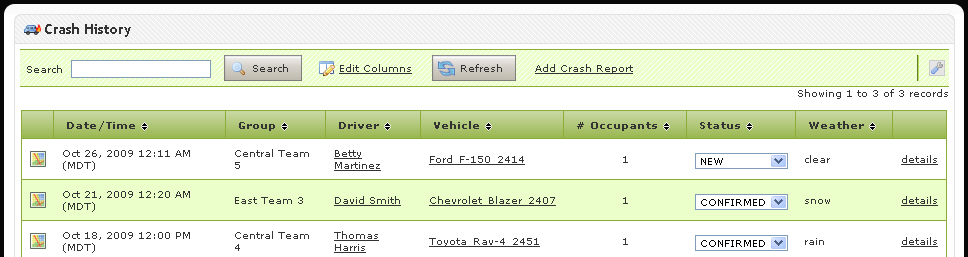 Crash History
Search Search Edit Columns Refresh Add Crash Report
Showing 1 to 3 of 3 records
Date/Time Group Driver Vehicle # Occupants Status Weather
Oct 26, 2009 12:11 AM (MDT) Central Team 5 Betty Martinez Ford F-150 2414 1 NEW clear details
Oct 21, 2009 12:20 AM (MDT) East Team 3 David Smith Chevrolet Blazer 2407 1 CONFIRMED snow details
Oct 18, 2009 12:00 PM (MDT) Central Team 4 Thomas Harris Toyota Rav-4 2451 1 CONFIRMED rain details